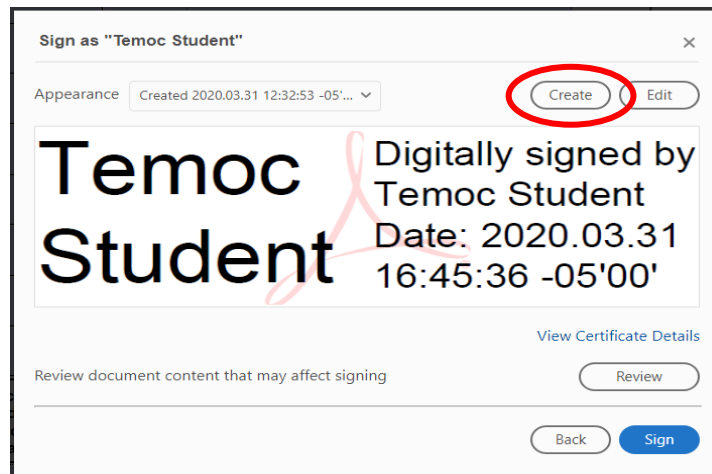 Sign as "Temoc Student"
×
Appearance Created 2020.03.31 12:32:53 -05'... Create Edit
Temoc
Student
Digitally signed by
Temoc Student
Date: 2020.03.31
16:45:36 -05'00'
View Certificate Details
Review document content that may affect signing Review
Back Sign